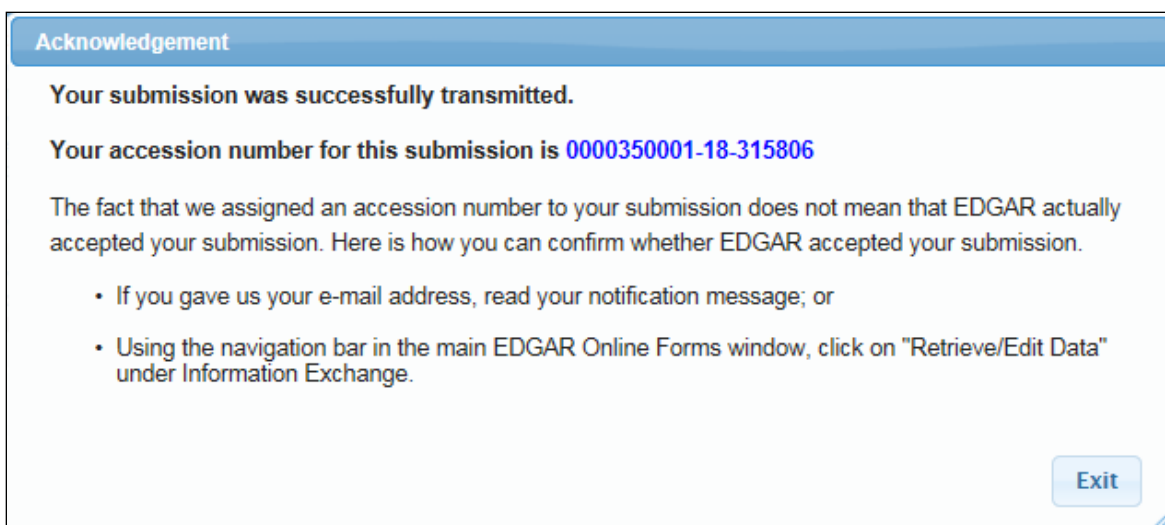 Acknowledgement
Your submission was successfully transmitted.
Your accession number for this submission is 0000350001-18-315806
The fact that we assigned an accession number to your submission does not mean that EDGAR actually
accepted your submission. Here is how you can confirm whether EDGAR accepted your submission.
• If you gave us your e-mail address, read your notification message; or
• Using the navigation bar in the main EDGAR Online Forms window, click on "Retrieve/Edit Data"
under Information Exchange.
Exit